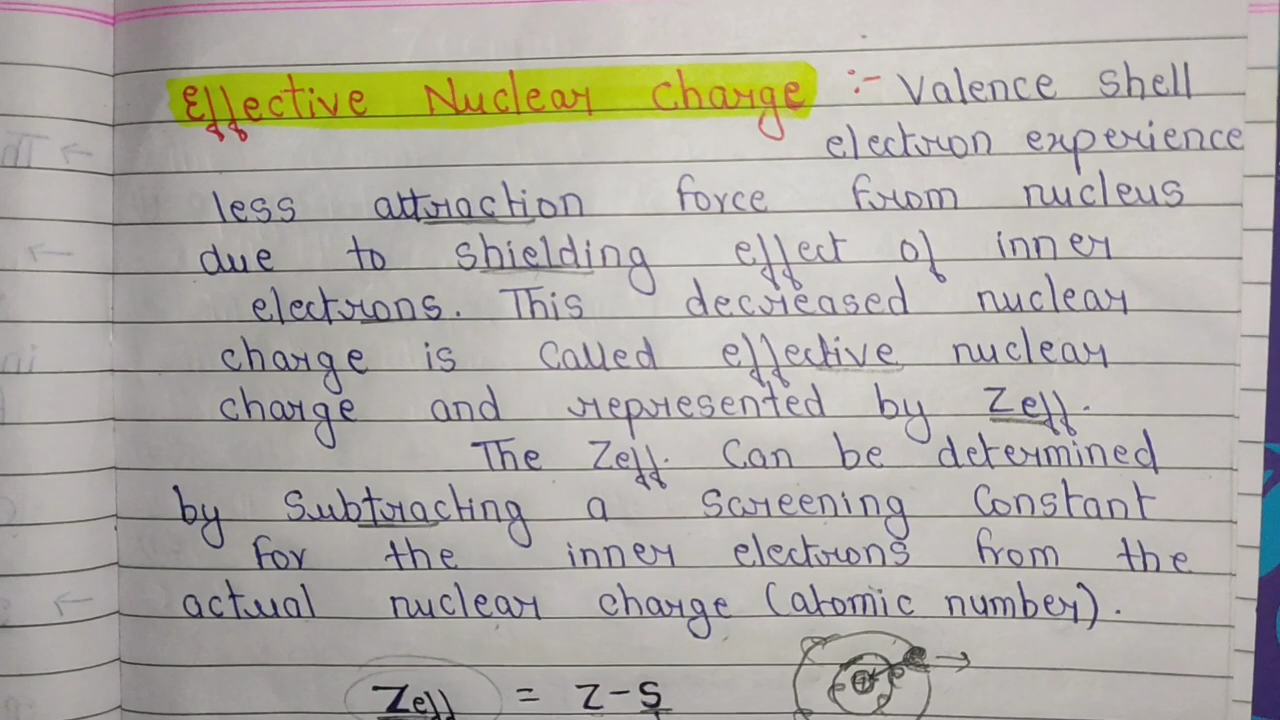 Effective Nuclear Charge :- Valence shell
electron experience
less attraction force from nucleus
due to shielding effect of inner
electrons. This decreased nuclear
charge is called effective nuclear
charge and represented by Zeff.
The Zeff. Can be determined
by Subtracting a Screening Constant
for the inner electrons from the
actual nuclear charge (atomic number).
Zeff = Z-S